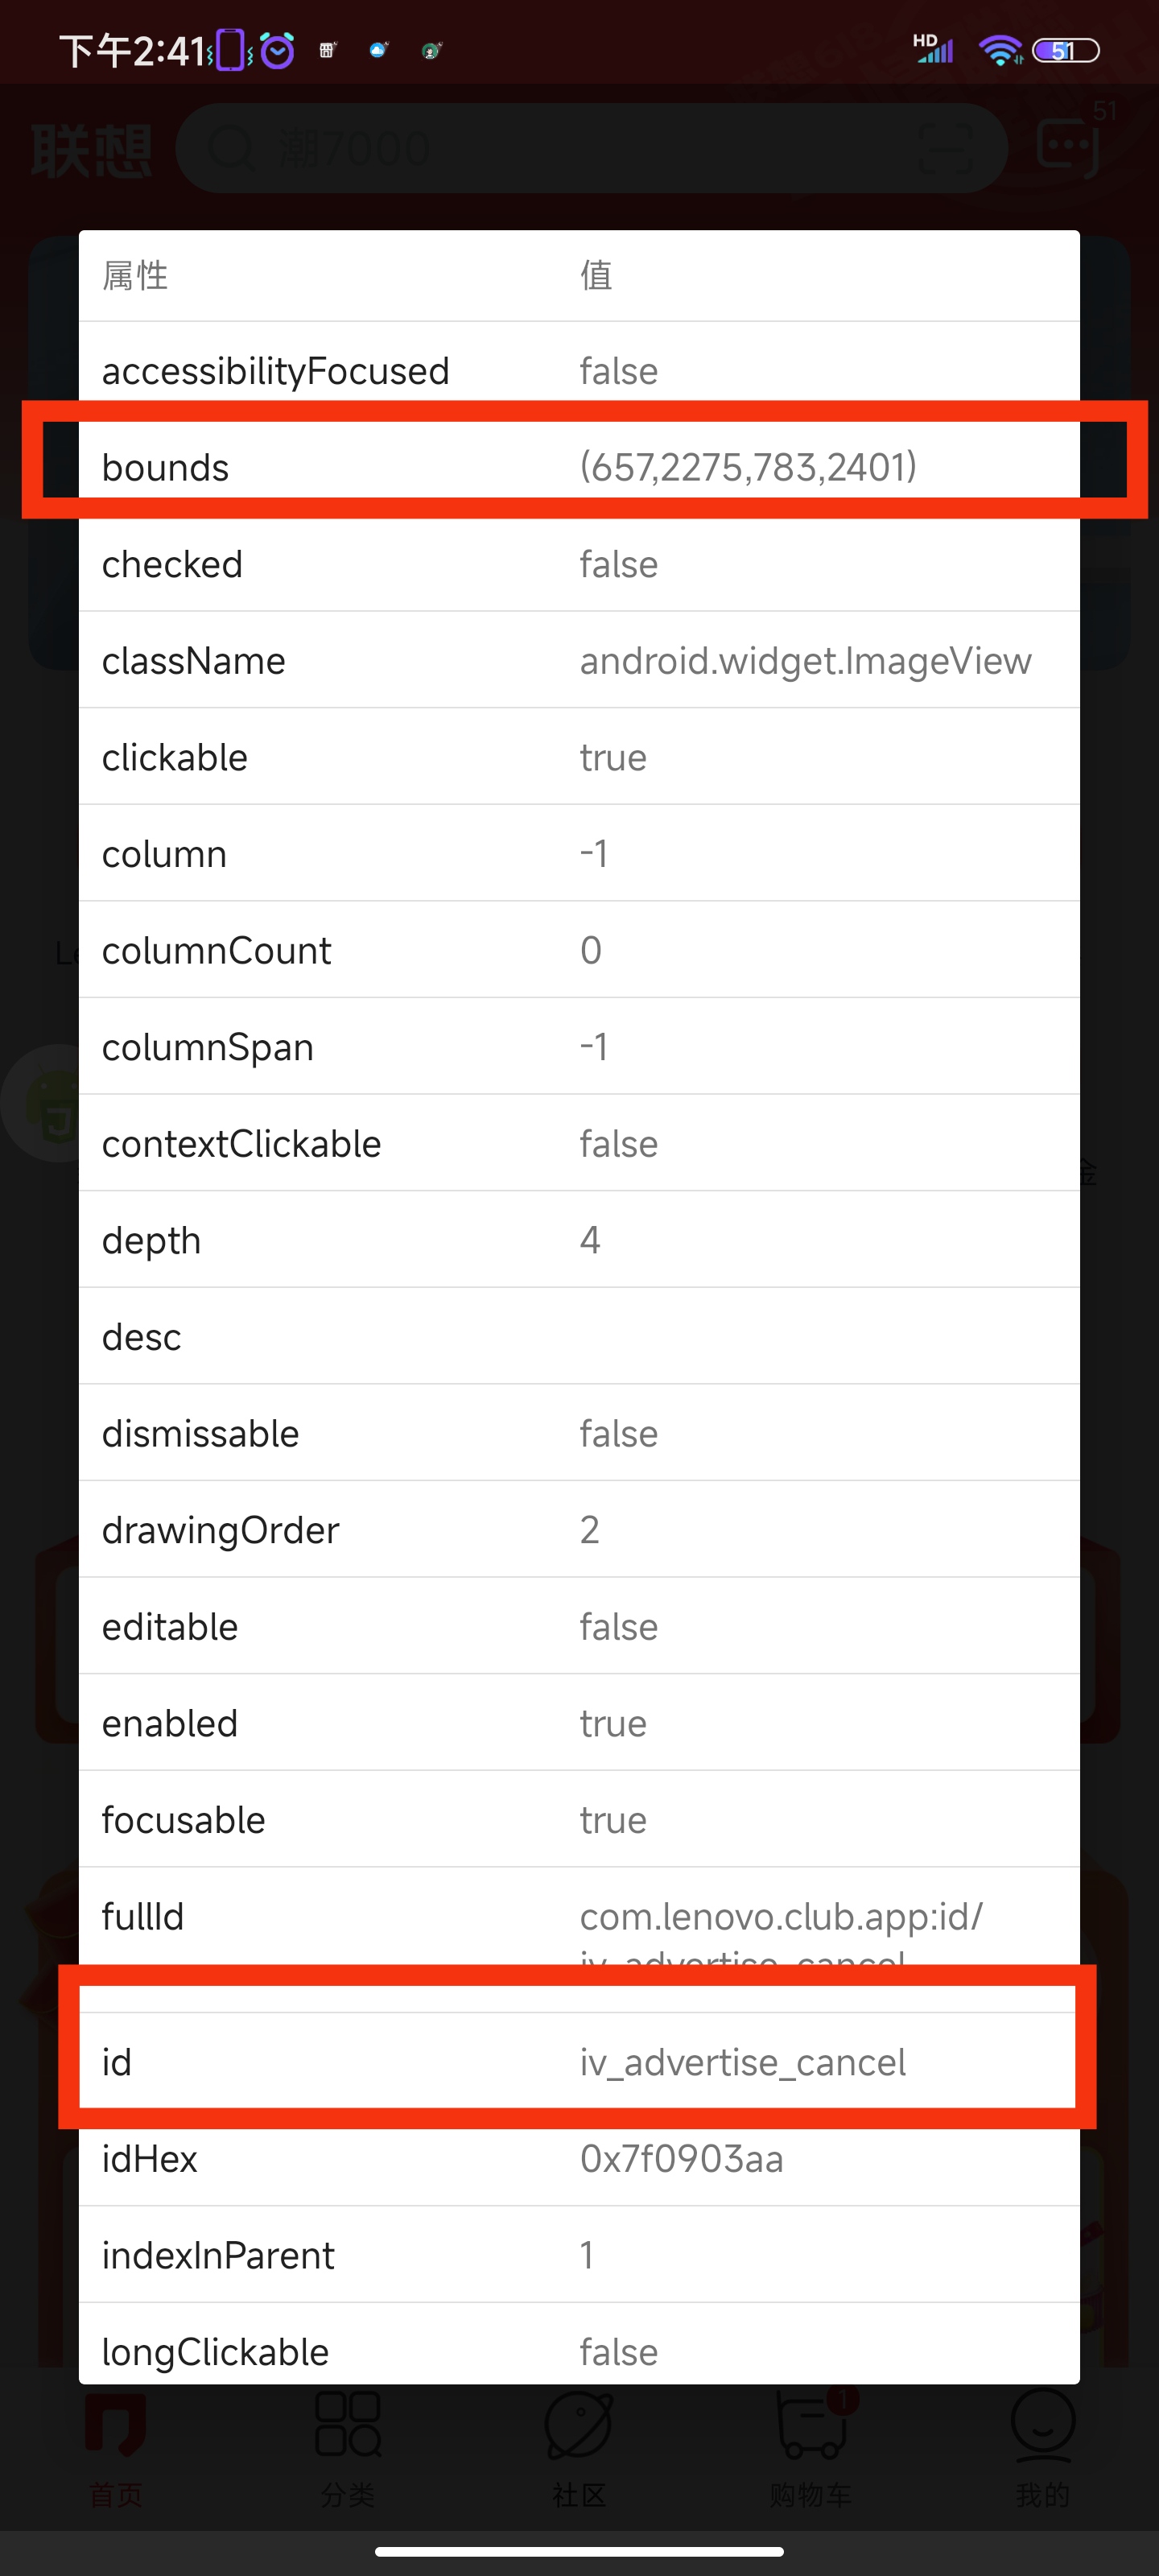 下午2:41
HD
51
联想
潮7000
51
属性 值
accessibilityFocused false
bounds (657,2275,783,2401)
checked false
className android.widget.ImageView
clickable true
column -1
columnCount 0
columnSpan -1
contextClickable false
金
depth 4
desc
dismissable false
drawingOrder 2
editable false
enabled true
focusable true
fullId com.lenovo.club.app:id/
iv_advertise_cancel
id iv_advertise_cancel
idHex 0x7f0903aa
indexInParent 1
longClickable false
1
首页 分类 社区 购物车 我的